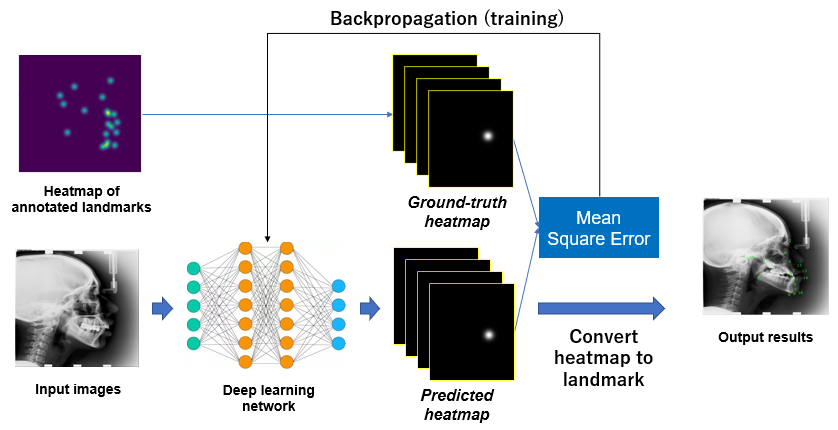 Backpropagation (training)
Heatmap of
annotated landmarks
Ground-truth
heatmap
Mean
Square Error
Input images
Deep learning
network
Predicted
heatmap
Convert
heatmap to
landmark
Output results